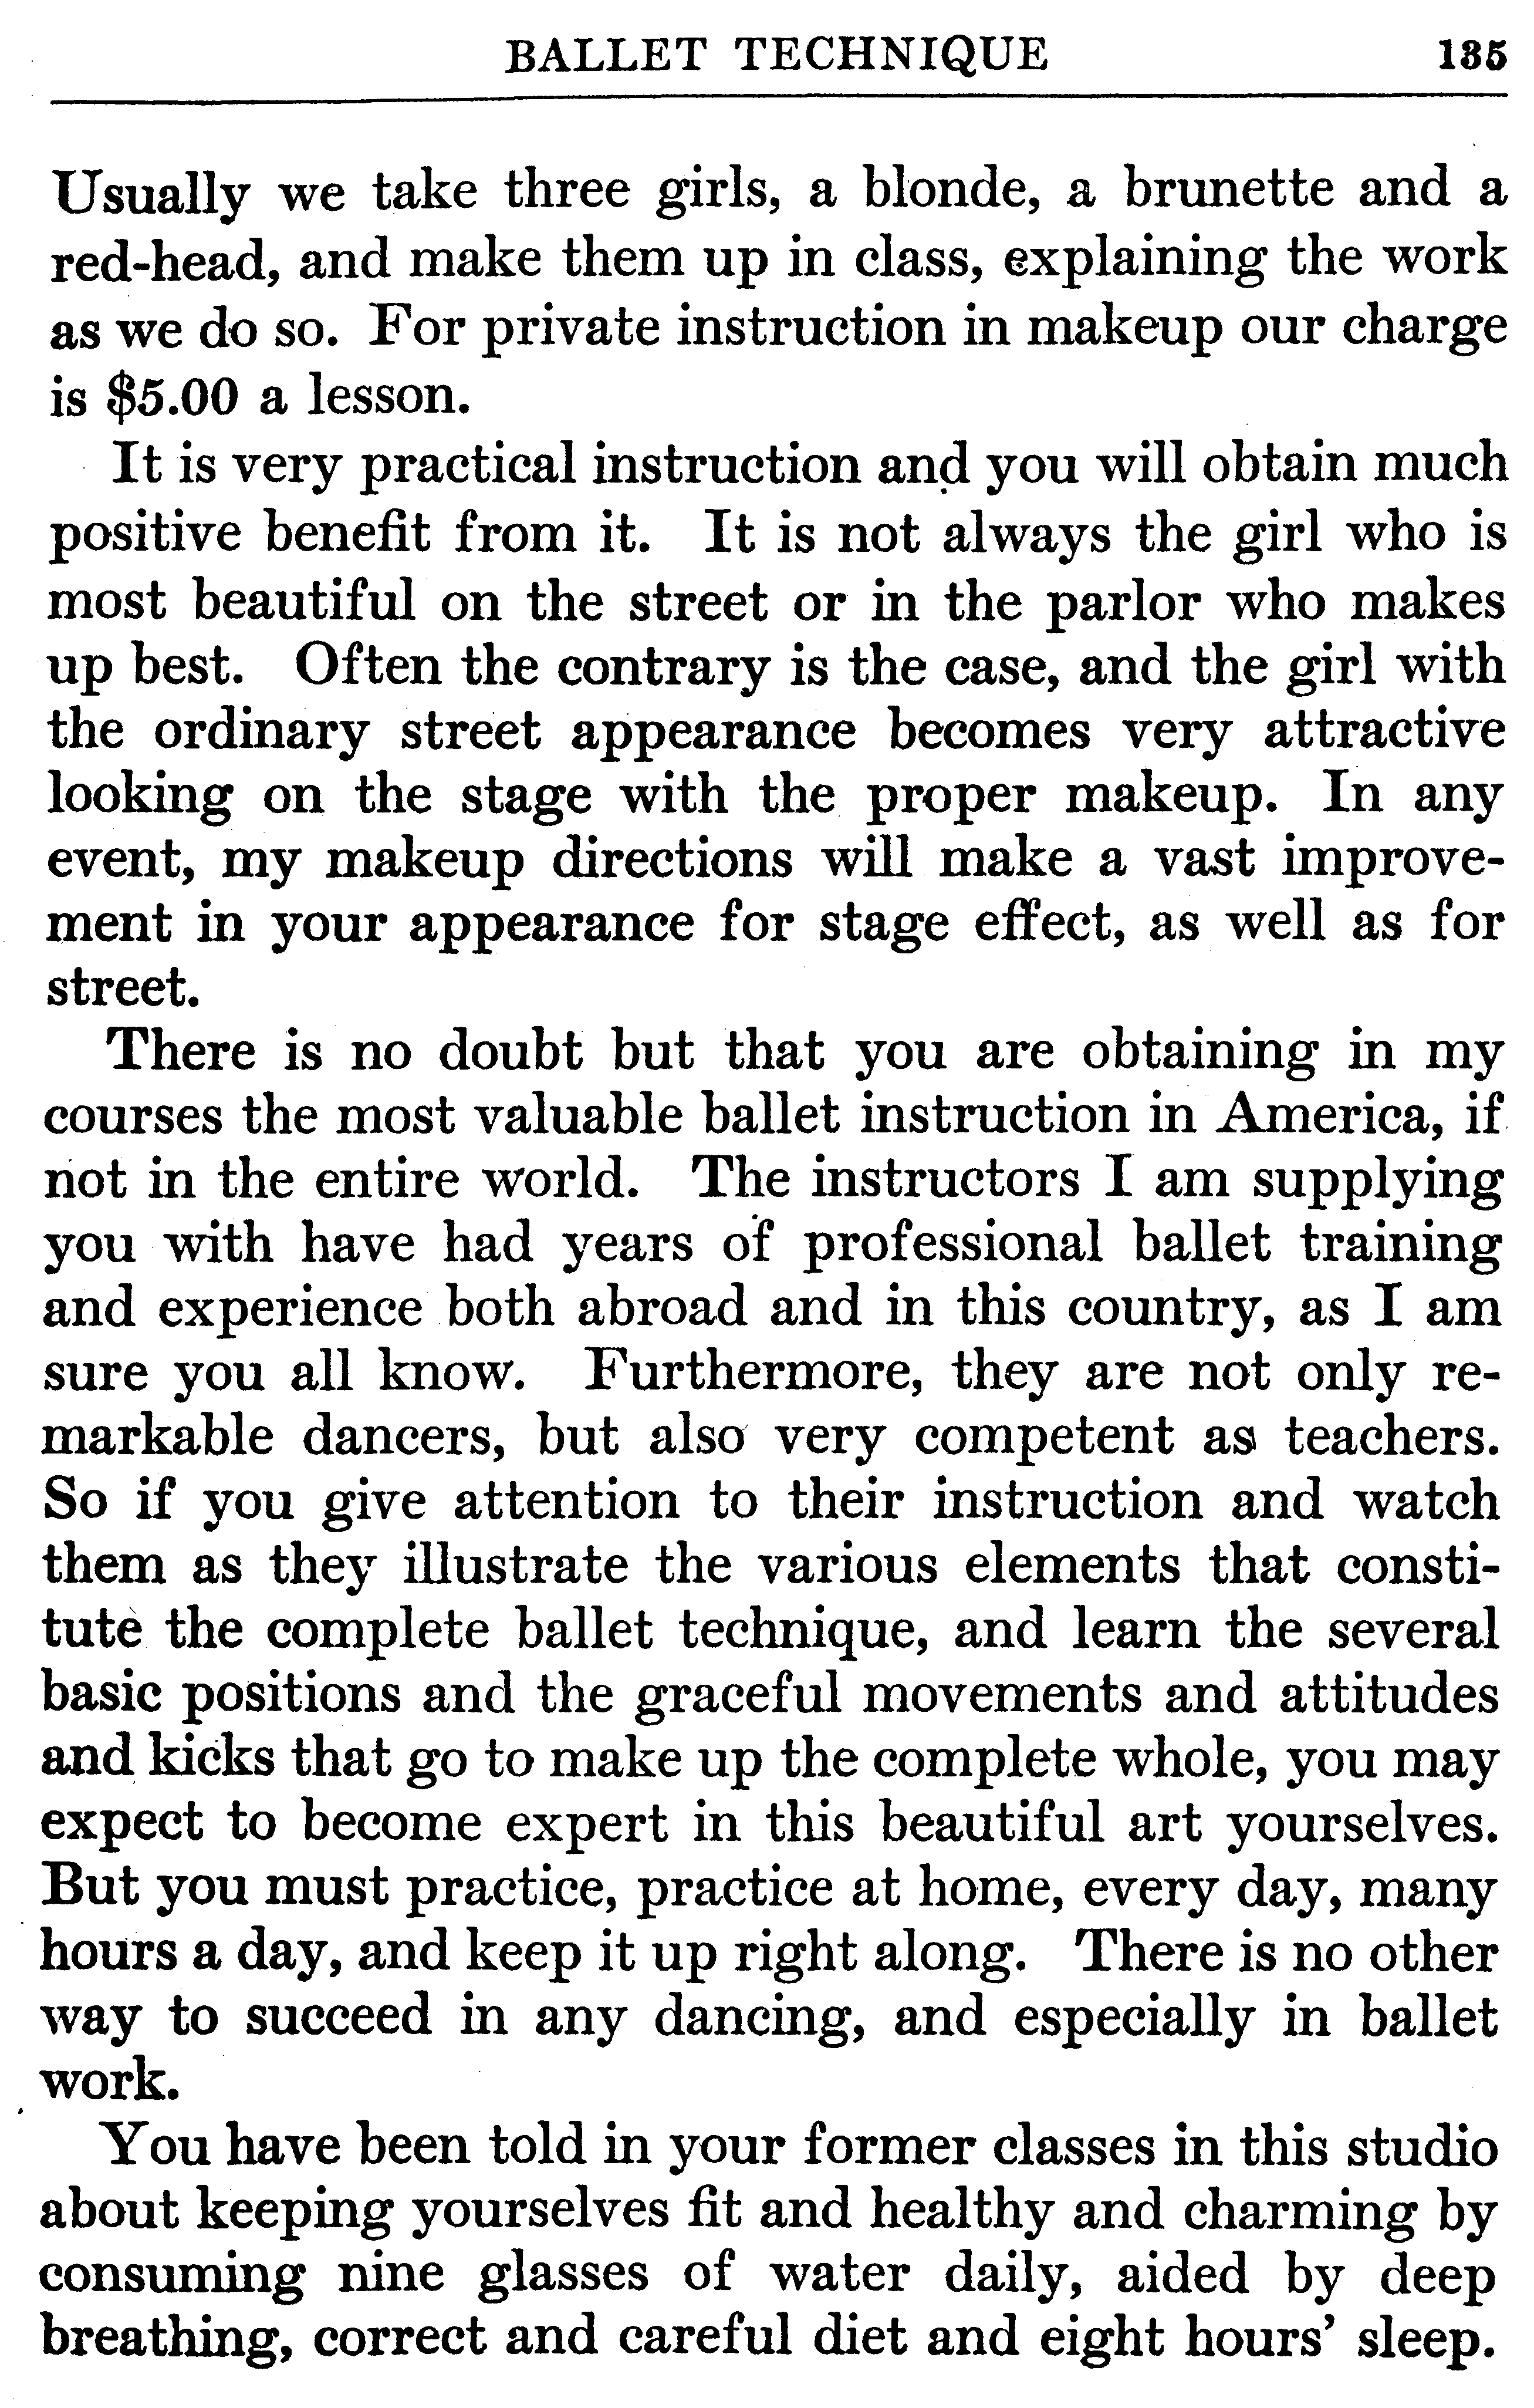 BALLET TECHNIQUE 135
Usually we take three girls, a blonde, a brunette and a
red-head, and make them up in class, explaining the work
as we do so. For private instruction in makeup our charge
is $5.00 a lesson.
It is very practical instruction and you will obtain much
positive benefit from it. It is not always the girl who is
most beautiful on the street or in the parlor who makes
up best. Often the contrary is the case, and the girl with
the ordinary street appearance becomes very attractive
looking on the stage with the proper makeup. In any
event, my makeup directions will make a vast improve-
ment in your appearance for stage effect, as well as for
street.
There is no doubt but that you are obtaining in my
courses the most valuable ballet instruction in America, if
not in the entire world. The instructors I am supplying
you with have had years of professional ballet training
and experience both abroad and in this country, as I am
sure you all know. Furthermore, they are not only re-
markable dancers, but also very competent as teachers.
So if you give attention to their instruction and watch
them as they illustrate the various elements that consti-
tute the complete ballet technique, and learn the several
basic positions and the graceful movements and attitudes
and kicks that go to make up the complete whole, you may
expect to become expert in this beautiful art yourselves.
But you must practice, practice at home, every day, many
hours a day, and keep it up right along. There is no other
way to succeed in any dancing, and especially in ballet
work.
You have been told in your former classes in this studio
about keeping yourselves fit and healthy and charming by
consuming nine glasses of water daily, aided by deep
breathing, correct and careful diet and eight hours' sleep.